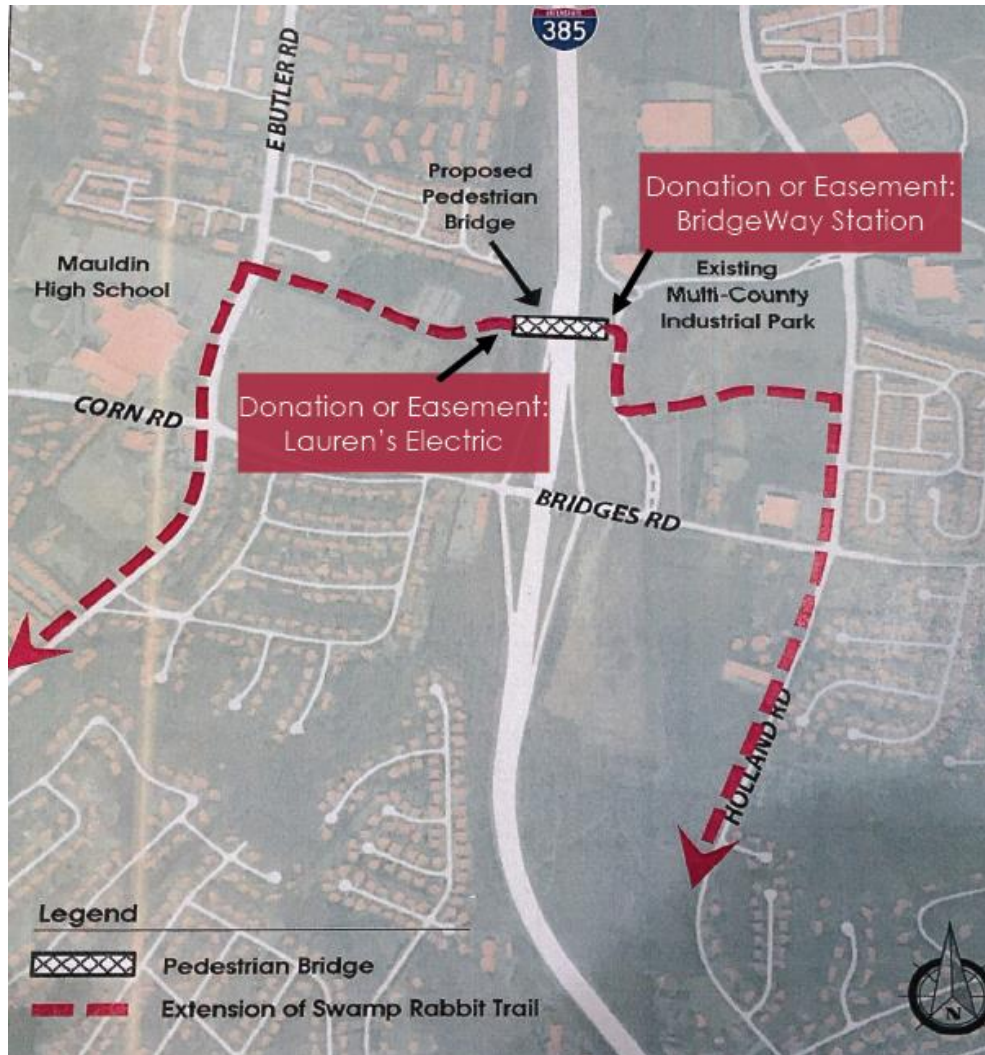 INTERSTATE
385
E BUTLER RD
Proposed
Pedestrian
Bridge
Donation or Easement:
BridgeWay Station
Mauldin
High School
Existing
Multi-County
Industrial Park
CORN RD
Donation or Easement:
Lauren's Electric
BRIDGES RD
HOLLAND RD
Legend
Pedestrian Bridge
Extension of Swamp Rabbit Trail
N